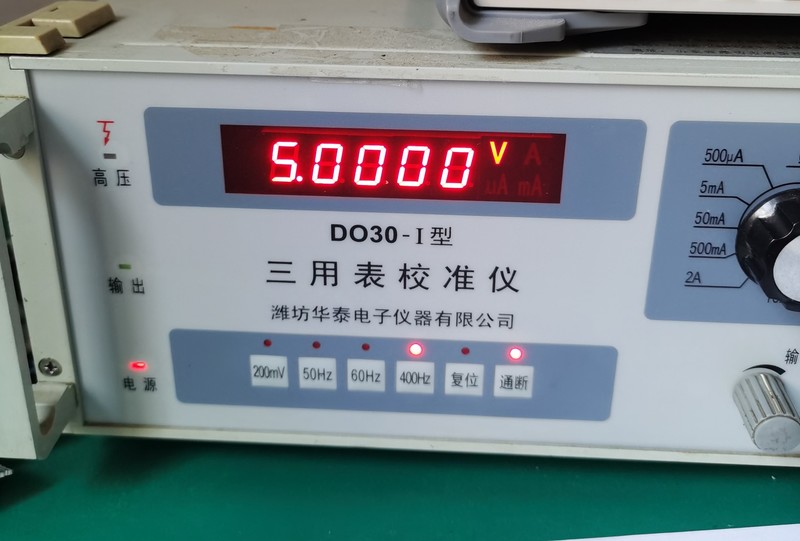 5.0000 V A
uA mA
高压
DO30-I型
三用表校准仪
潍坊华泰电子仪器有限公司
输出
电源
200mV 50Hz 60Hz 400Hz 复位 通断
500μA
5mA
50mA
500mA
2A
输